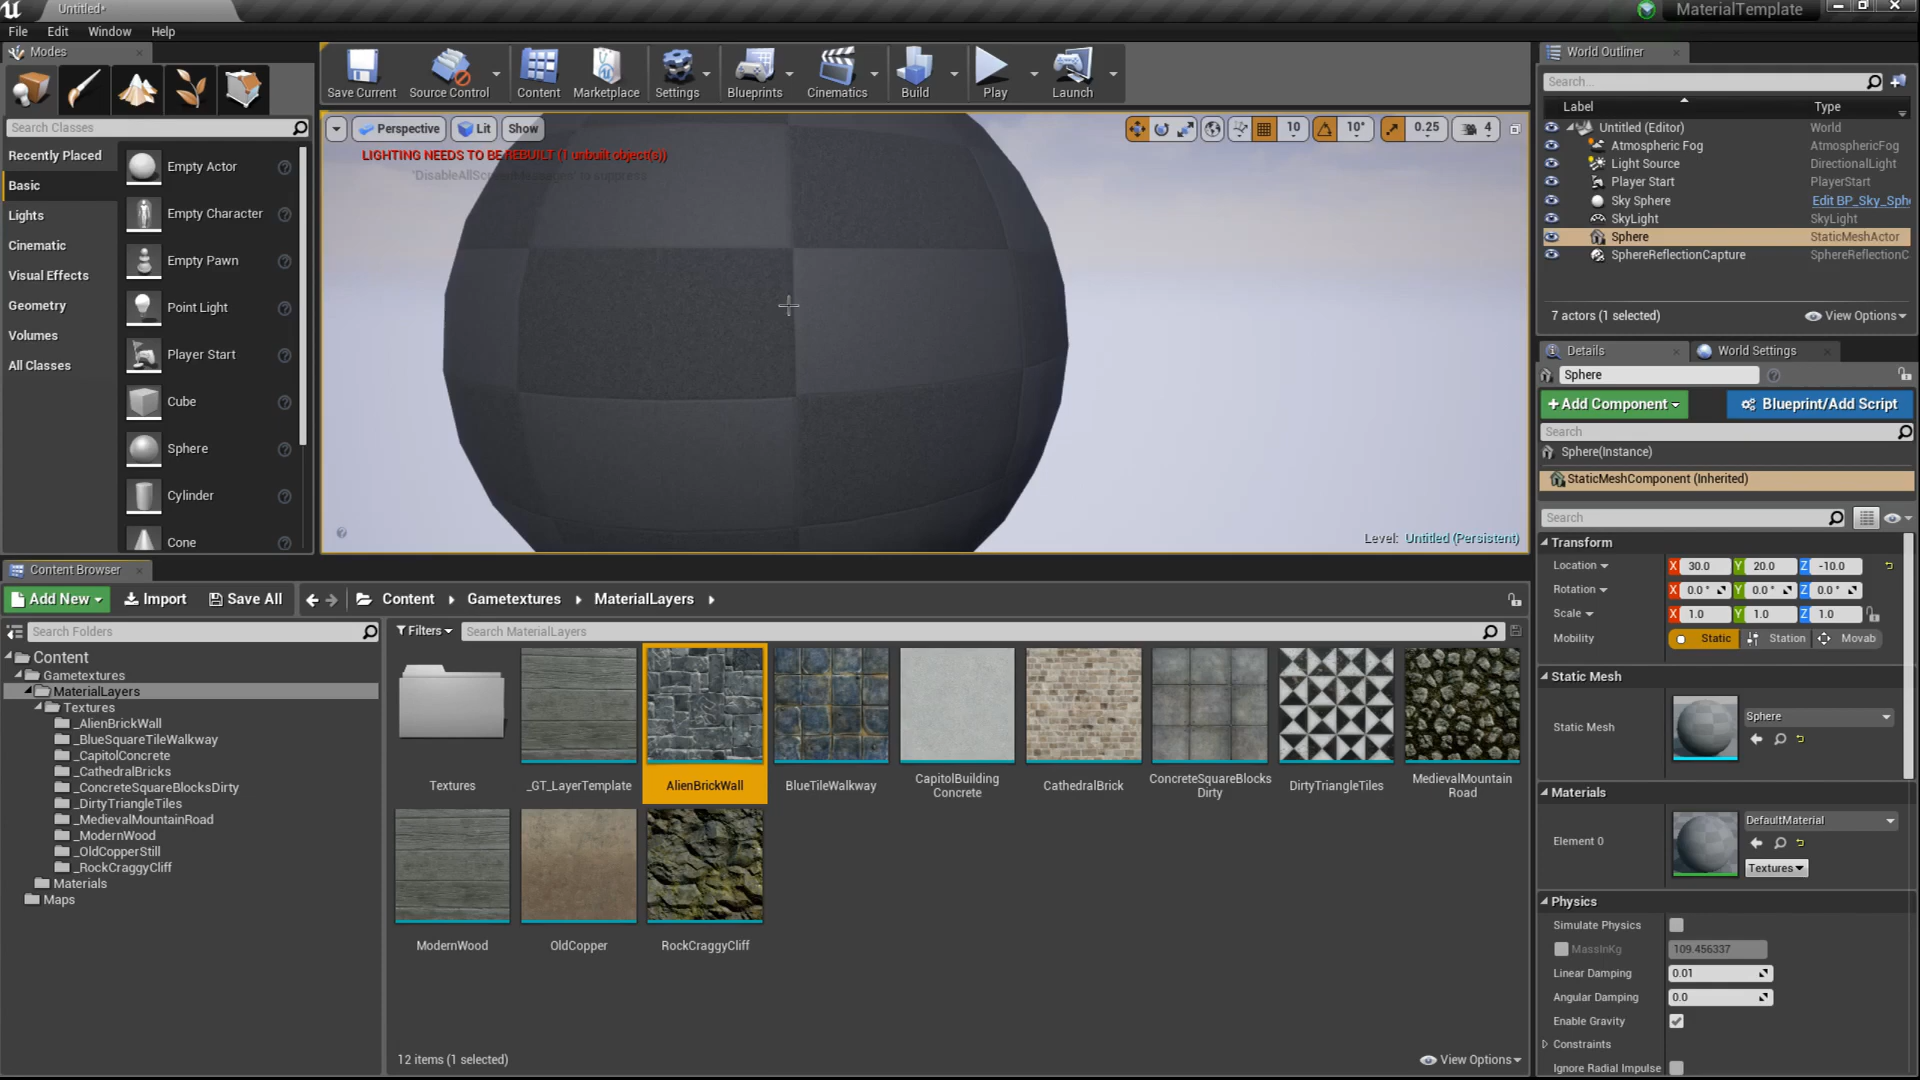 Untitled*
MaterialTemplate
File Edit Window Help
Modes
Search Classes
Recently Placed
Basic
Lights
Cinematic
Visual Effects
Geometry
Volumes
All Classes
Empty Actor
Empty Character
Empty Pawn
Point Light
Player Start
Cube
Sphere
Cylinder
Cone
Save Current
Source Control
Content
Marketplace
Settings
Blueprints
Cinematics
Build
Play
Launch
Perspective Lit Show
10 10° 0.25 4
LIGHTING NEEDS TO BE REBUILT (1 unbuilt object(s))
'DisableAllScreenMessages' to suppress
Level: Untitled (Persistent)
World Outliner
Search...
Label Type
Untitled (Editor) World
Atmospheric Fog AtmosphericFog
Light Source DirectionalLight
Player Start PlayerStart
Sky Sphere Edit BP_Sky_Sph
SkyLight SkyLight
Sphere StaticMeshActor
SphereReflectionCapture SphereReflectionC
7 actors (1 selected) View Options
Details World Settings
Sphere
+Add Component Blueprint/Add Script
Search
Sphere(Instance)
StaticMeshComponent (Inherited)
Search
Transform
Location X 30.0 Y 20.0 Z -10.0
Rotation X 0.0 ° Y 0.0 ° Z 0.0 °
Scale X 1.0 Y 1.0 Z 1.0
Mobility Static Station Movab
Static Mesh
Static Mesh Sphere
Materials
Element 0 DefaultMaterial
Textures
Physics
Simulate Physics
MassInKg 109.456337
Linear Damping 0.01
Angular Damping 0.0
Enable Gravity
Constraints
Ignore Radial Impulse
Content Browser
Add New Import Save All Content Gametextures MaterialLayers
Search Folders
Content
Gametextures
MaterialLayers
Textures
_AlienBrickWall
_BlueSquareTileWalkway
_CapitolConcrete
_CathedralBricks
_ConcreteSquareBlocksDirty
_DirtyTriangleTiles
_MedievalMountainRoad
_ModernWood
_OldCopperStill
_RockCraggyCliff
Materials
Maps
Filters Search MaterialLayers
Textures
_GT_LayerTemplate
AlienBrickWall
BlueTileWalkway
CapitolBuilding
Concrete
CathedralBrick
ConcreteSquareBlocks
Dirty
DirtyTriangleTiles
MedievalMountain
Road
ModernWood
OldCopper
RockCraggyCliff
12 items (1 selected) View Options